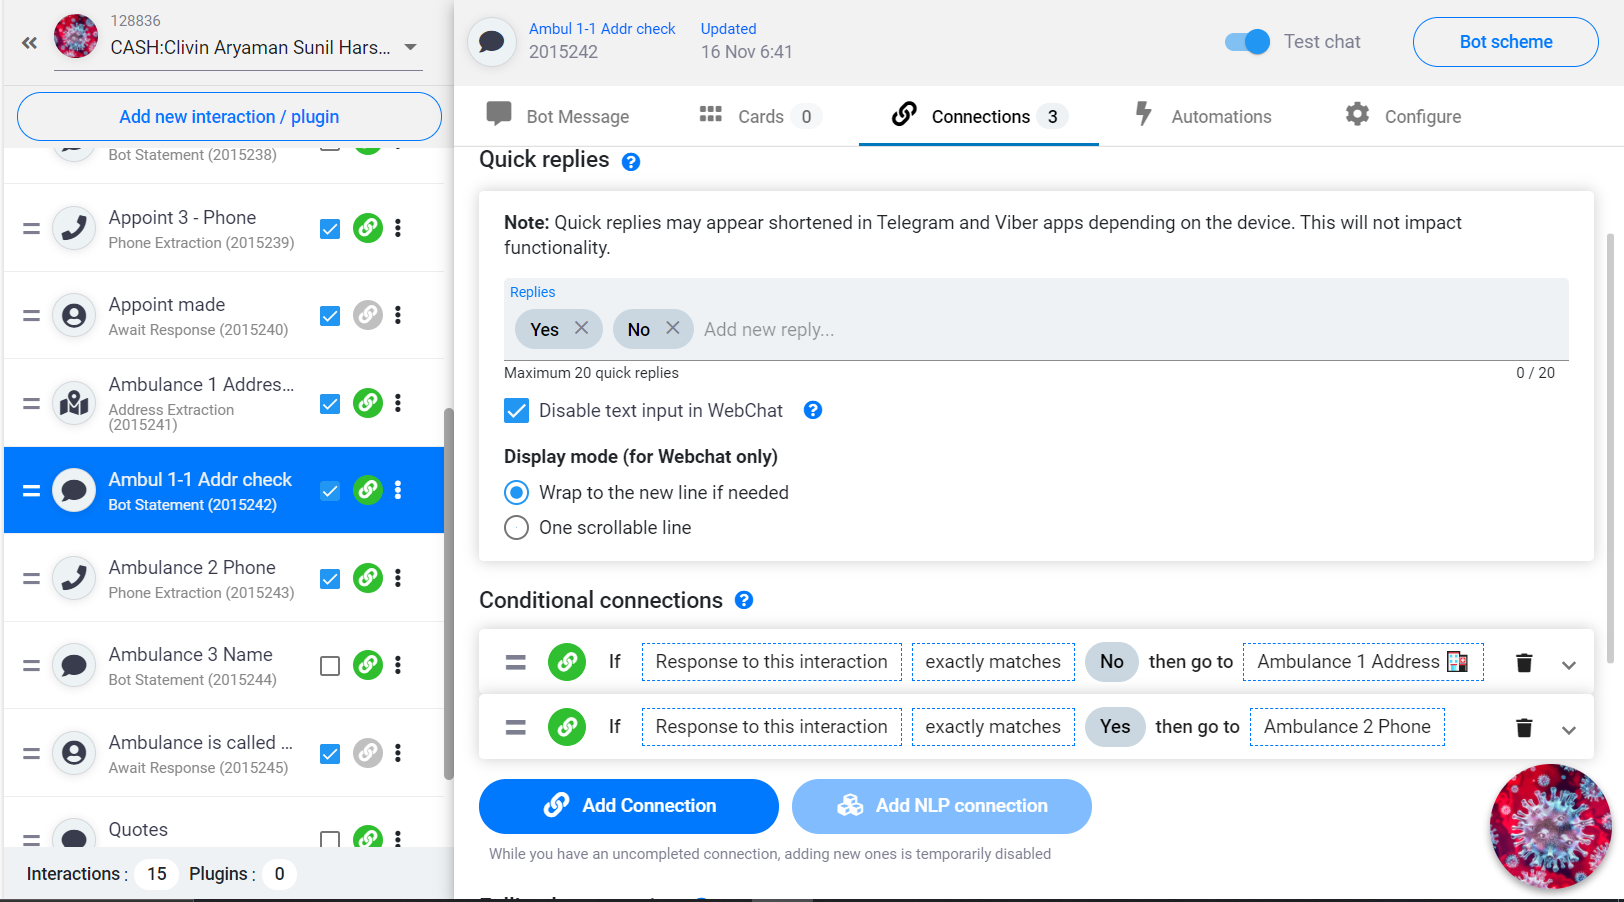 128836
CASH:Clivin Aryaman Sunil Hars...
Add new interaction / plugin
Bot Statement (2015238)
Appoint 3 - Phone
Phone Extraction (2015239)
Appoint made
Await Response (2015240)
Ambulance 1 Addres...
Address Extraction
(2015241)
Ambul 1-1 Addr check
Bot Statement (2015242)
Ambulance 2 Phone
Phone Extraction (2015243)
Ambulance 3 Name
Bot Statement (2015244)
Ambulance is called ...
Await Response (2015245)
Quotes
Interactions : 15 Plugins : 0
Ambul 1-1 Addr check
2015242
Updated
16 Nov 6:41
Test chat
Bot scheme
Bot Message
Cards 0
Connections 3
Automations
Configure
Quick replies
Note: Quick replies may appear shortened in Telegram and Viber apps depending on the device. This will not impact
functionality.
Replies
Yes No Add new reply...
Maximum 20 quick replies 0 / 20
Disable text input in WebChat
Display mode (for Webchat only)
Wrap to the new line if needed
One scrollable line
Conditional connections
If Response to this interaction exactly matches No then go to Ambulance 1 Address
If Response to this interaction exactly matches Yes then go to Ambulance 2 Phone
Add Connection
Add NLP connection
While you have an uncompleted connection, adding new ones is temporarily disabled